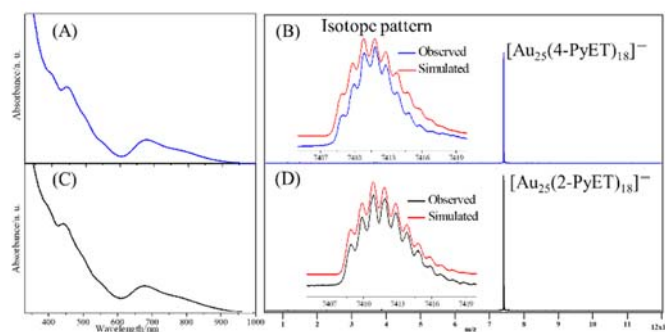 (A)
Absorbance/a. u.
(B)
Isotope pattern
Observed
Simulated
7407
7413
7416
7419
[Au25(4-PyET)18]−
(C)
Absorbance/a. u.
400 500 600 700 800 900 1000
Wavelength/nm
(D)
Observed
Simulated
7407
7410
7413
7416
[Au25(2-PyET)18]−
1 2 3 4 5 6 7 8 9 10 11
m/z